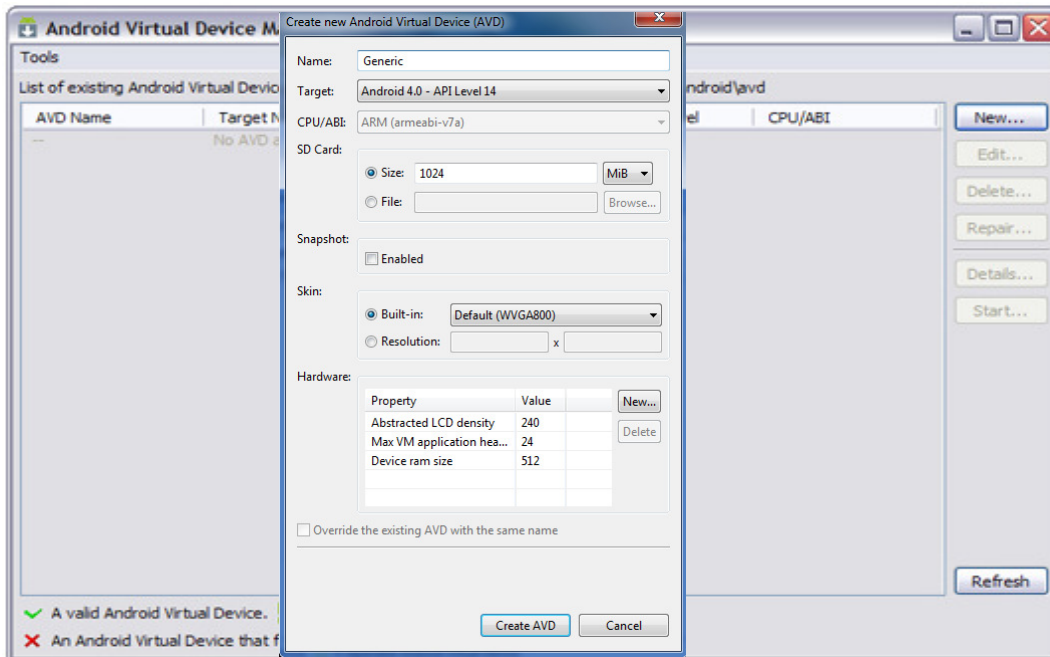 Android Virtual Device M
Tools
List of existing Android Virtual Devic
ndroid\avd
AVD Name
Target N
el
CPU/ABI
--
No AVD a
New...
Edit...
Delete...
Repair...
Details...
Start...
Refresh
A valid Android Virtual Device.
An Android Virtual Device that f
Create new Android Virtual Device (AVD)
x
Name: Generic
Target: Android 4.0 - API Level 14
CPU/ABI: ARM (armeabi-v7a)
SD Card:
Size: 1024 MiB
File: Browse...
Snapshot:
Enabled
Skin:
Built-in: Default (WVGA800)
Resolution: x
Hardware:
Property Value New...
Abstracted LCD density 240
Delete
Max VM application hea... 24
Device ram size 512
Override the existing AVD with the same name
Create AVD Cancel